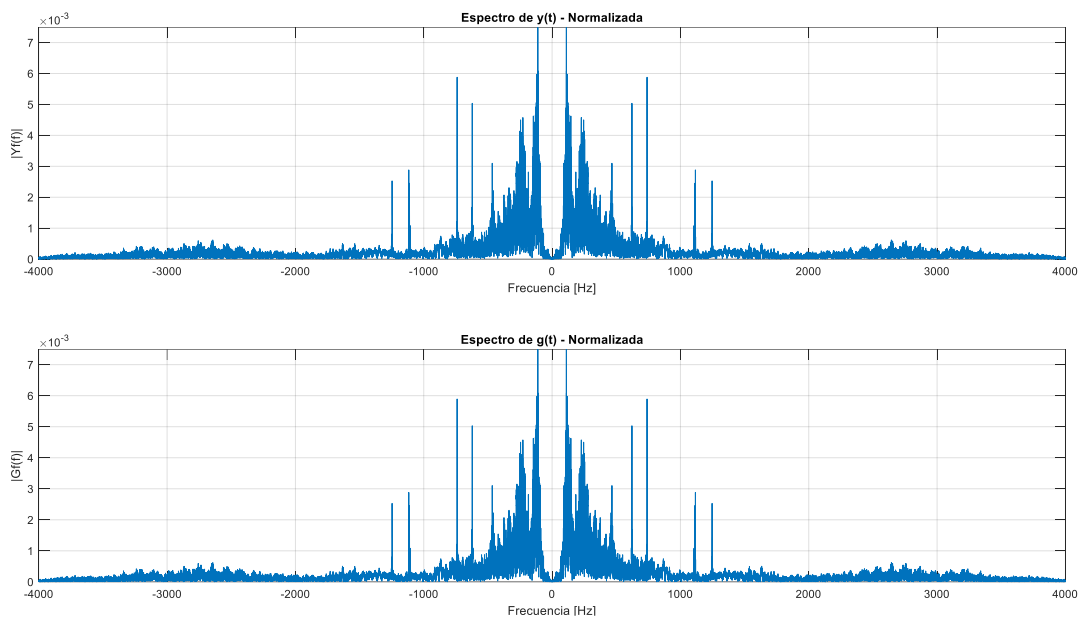 ×10⁻³
Espectro de y(t) - Normalizada
7
6
5
4
3
2
1
0
|Yf(f)|
-4000 -3000 -2000 -1000 0 1000 2000 3000 4000
Frecuencia [Hz]
×10⁻³
Espectro de g(t) - Normalizada
7
6
5
4
3
2
1
0
|Gf(f)|
-4000 -3000 -2000 -1000 0 1000 2000 3000 4000
Frecuencia [Hz]